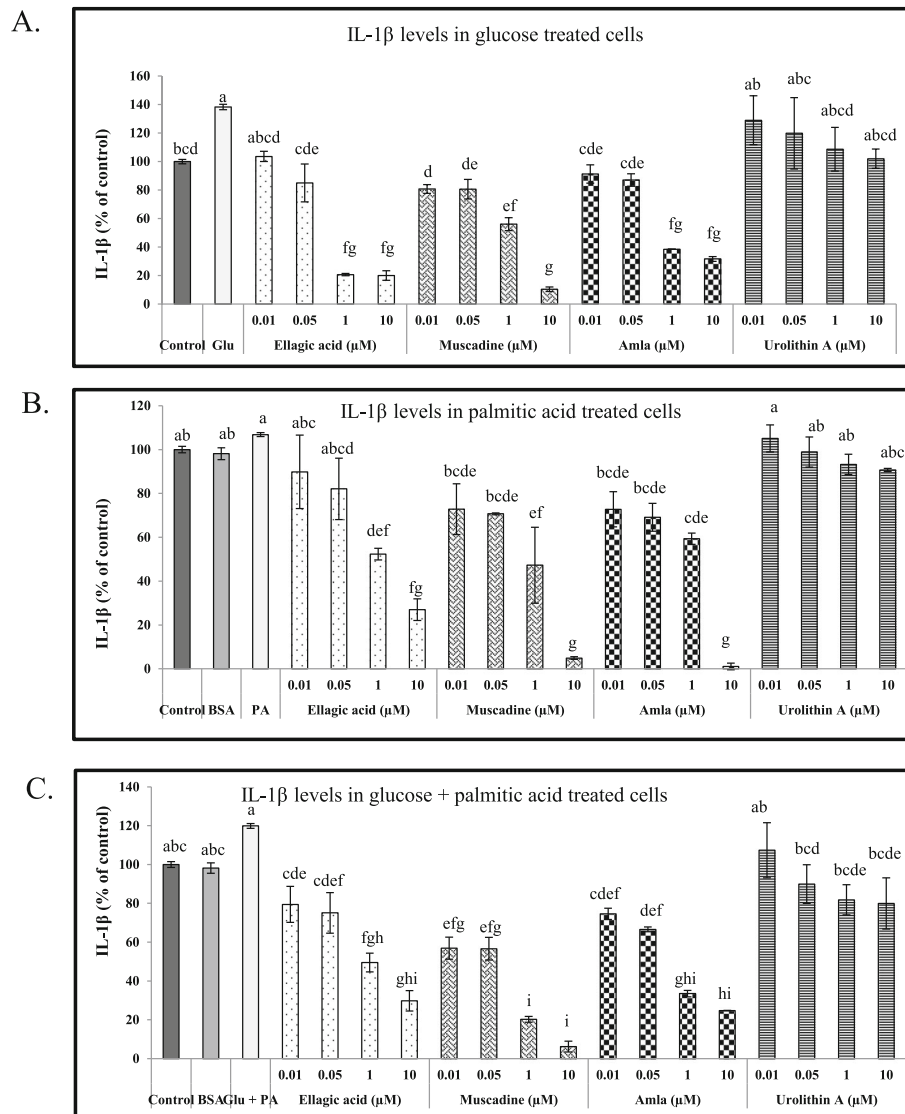 A.
IL-1β levels in glucose treated cells
IL-1β (% of control)
160
140
120
100
80
60
40
20
0
bcd
a
abcd
cde
fg
fg
d
de
ef
g
cde
cde
fg
fg
ab
abc
abcd
abcd
0.01 0.05 1 10 0.01 0.05 1 10 0.01 0.05 1 10 0.01 0.05 1 10
Control Glu Ellagic acid (μM) Muscadine (μM) Amla (μM) Urolithin A (μM)
B.
IL-1β levels in palmitic acid treated cells
IL-1β (% of control)
120
100
80
60
40
20
0
ab
ab
a
abc
abcd
def
fg
bcde
bcde
ef
g
bcde
bcde
cde
g
a
ab
ab
abc
0.01 0.05 1 10 0.01 0.05 1 10 0.01 0.05 1 10 0.01 0.05 1 10
Control BSA PA Ellagic acid (μM) Muscadine (μM) Amla (μM) Urolithin A (μM)
C.
IL-1β levels in glucose + palmitic acid treated cells
IL-1β (% of control)
140
120
100
80
60
40
20
0
abc
abc
a
cde
cdef
fgh
ghi
efg
efg
i
i
cdef
def
ghi
hi
ab
bcd
bcde
bcde
0.01 0.05 1 10 0.01 0.05 1 10 0.01 0.05 1 10 0.01 0.05 1 10
Control BSA Glu + PA Ellagic acid (μM) Muscadine (μM) Amla (μM) Urolithin A (μM)